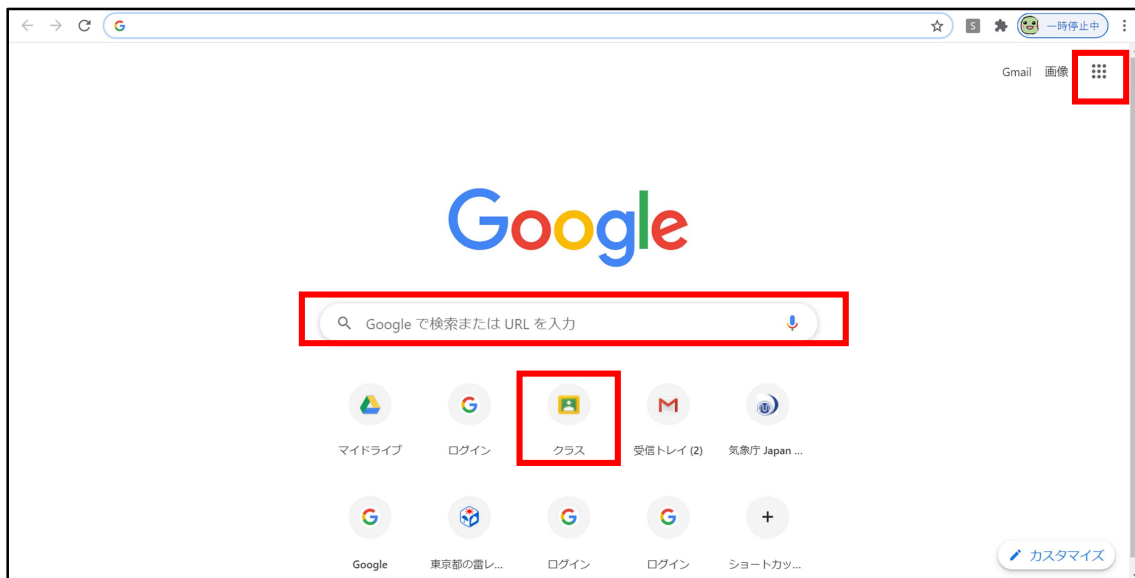 G
S
一時停止中
Gmail 画像
Google
Google で検索または URL を入力
マイドライブ ログイン クラス 受信トレイ (2) 気象庁 Japan ...
Google 東京都の雷レ... ログイン ログイン ショートカッ...
カスタマイズ